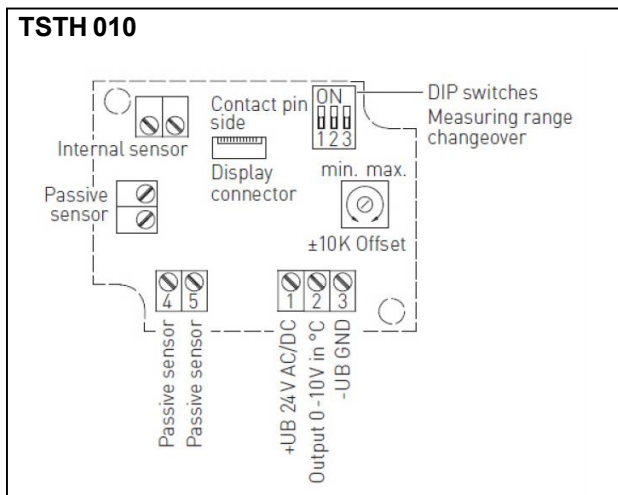 TSTH 010
Contact pin
side
ON
1 2 3
DIP switches
Measuring range
changeover
Internal sensor
Display
connector
min. max.
Passive
sensor
±10K Offset
4 5
1 2 3
Passive sensor
Passive sensor
+UB 24 V AC/DC
Output 0 -10V in °C
-UB GND